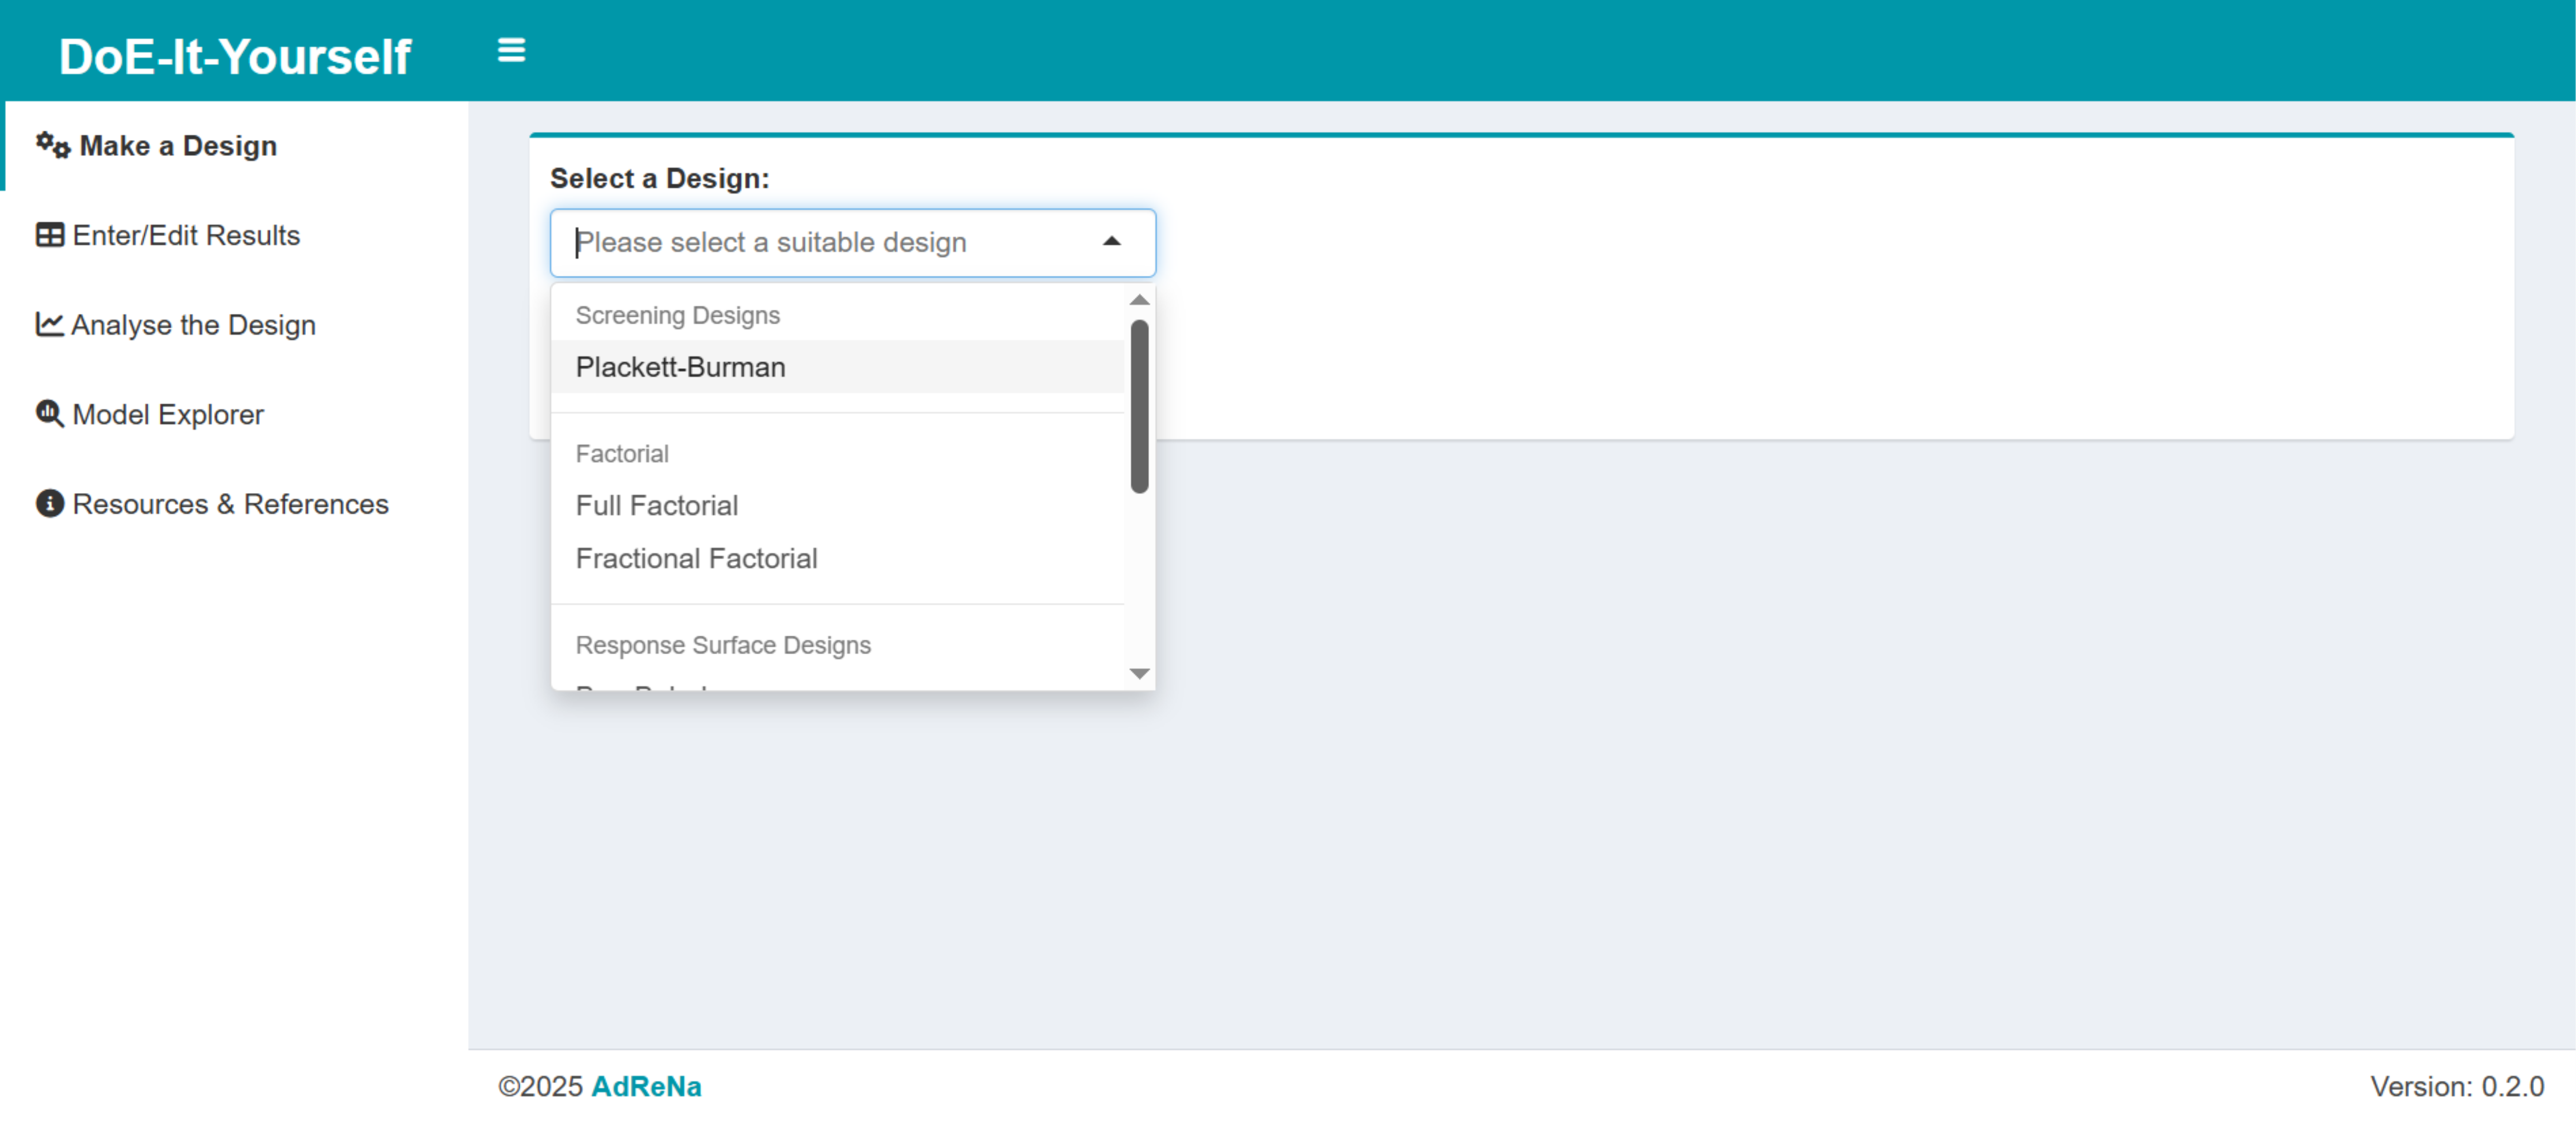 DoE-It-Yourself
Make a Design
Enter/Edit Results
Analyse the Design
Model Explorer
Resources & References
Select a Design:
Please select a suitable design
Screening Designs
Plackett-Burman
Factorial
Full Factorial
Fractional Factorial
Response Surface Designs
©2025 AdReNa
Version: 0.2.0